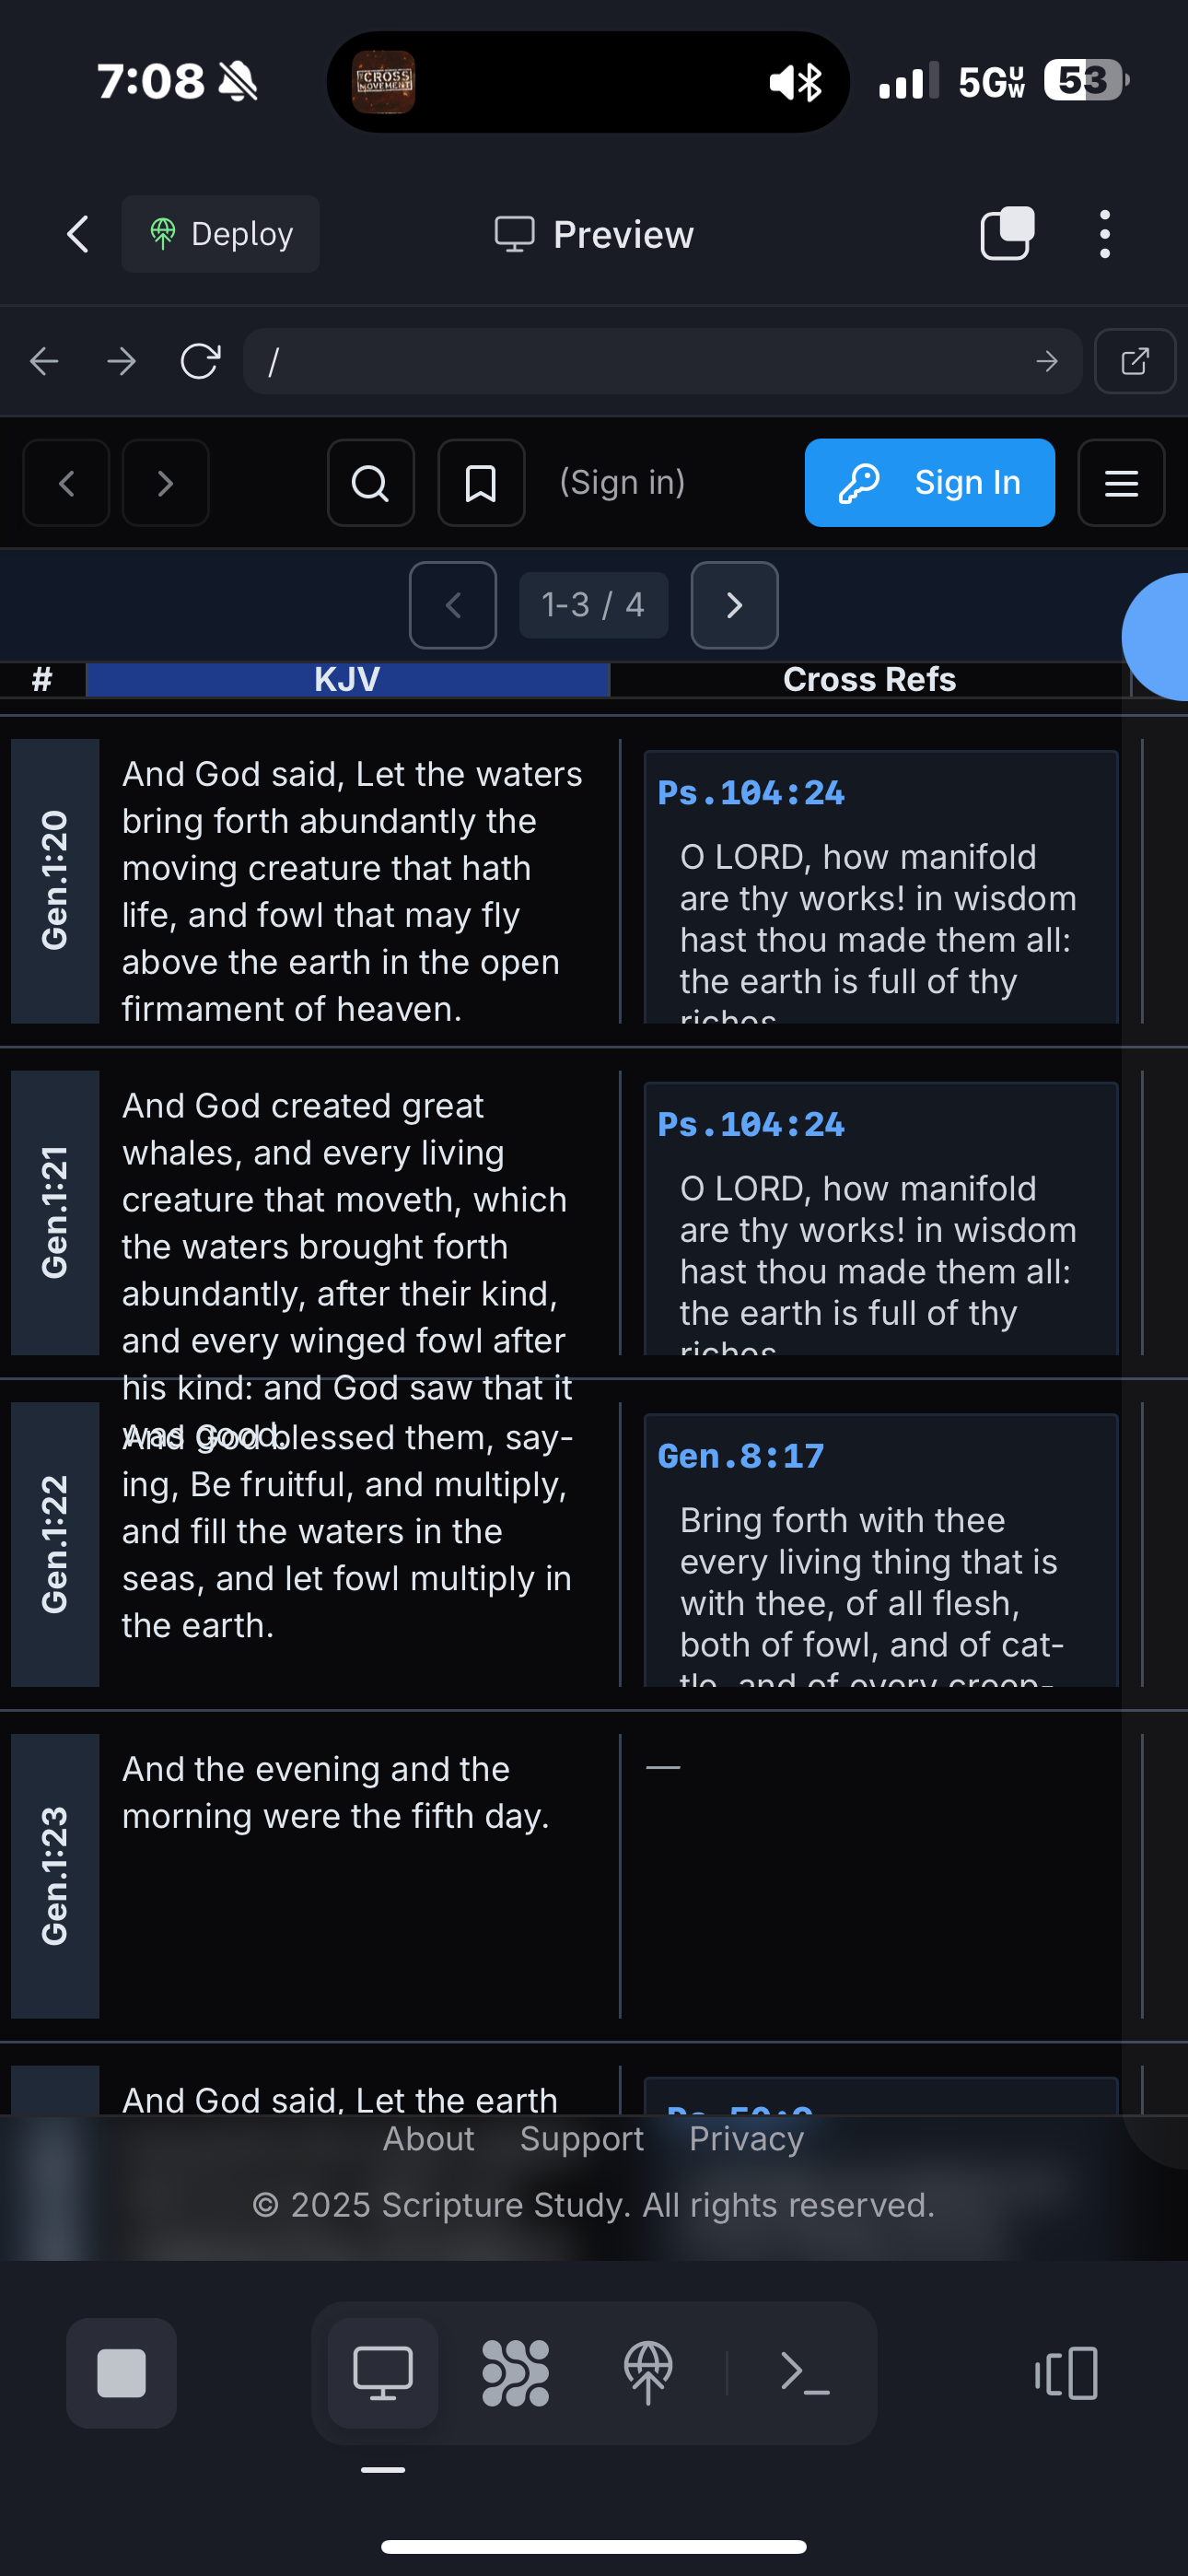 7:08
THE CROSS MOVEMENT
5GUW
53
Deploy
Preview
/
(Sign in)
Sign In
1-3 / 4
#
KJV
Cross Refs
Gen.1:20
And God said, Let the waters
bring forth abundantly the
moving creature that hath
life, and fowl that may fly
above the earth in the open
firmament of heaven.
Ps.104:24
O LORD, how manifold
are thy works! in wisdom
hast thou made them all:
the earth is full of thy
riches
Gen.1:21
And God created great
whales, and every living
creature that moveth, which
the waters brought forth
abundantly, after their kind,
and every winged fowl after
his kind: and God saw that it
was good.
Ps.104:24
O LORD, how manifold
are thy works! in wisdom
hast thou made them all:
the earth is full of thy
riches
Gen.1:22
And God blessed them, say-
ing, Be fruitful, and multiply,
and fill the waters in the
seas, and let fowl multiply in
the earth.
Gen.8:17
Bring forth with thee
every living thing that is
with thee, of all flesh,
both of fowl, and of cat-
tle, and of every creep-
Gen.1:23
And the evening and the
morning were the fifth day.
—
And God said, Let the earth
About Support Privacy
© 2025 Scripture Study. All rights reserved.